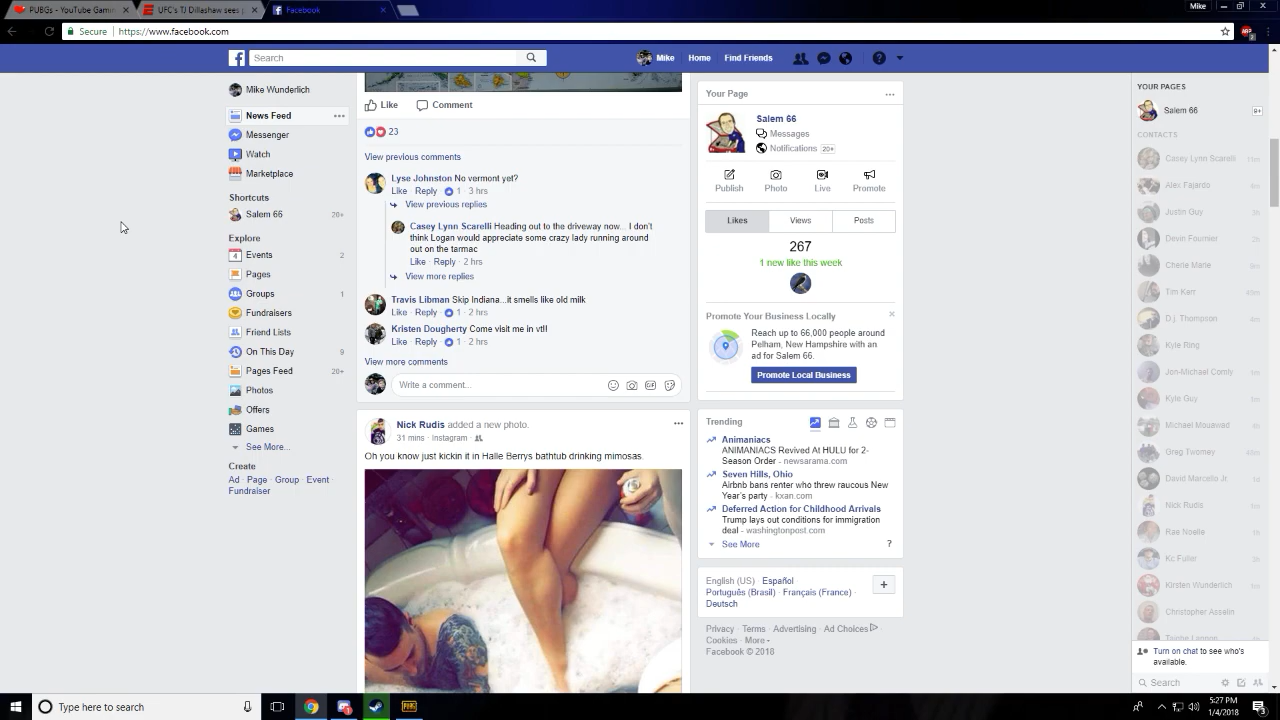 PUBGs - YouTube Gamin
UFC's TJ Dillashaw sees p
Facebook
Mike
Secure
https://www.facebook.com
Search
Mike
Home
Find Friends
Mike Wunderlich
News Feed
Messenger
Watch
Marketplace
Shortcuts
Salem 66
20+
Explore
Events
2
Pages
Groups
1
Fundraisers
Friend Lists
On This Day
9
Pages Feed
20+
Photos
Offers
Games
See More...
Create
Ad · Page · Group · Event ·
Fundraiser
Like
Comment
23
View previous comments
Lyse Johnston No vermont yet?
Like · Reply · 1 · 3 hrs
View previous replies
Casey Lynn Scarelli Heading out to the driveway now... I don't
think Logan would appreciate some crazy lady running around
out on the tarmac
Like · Reply · 2 hrs
View more replies
Travis Libman Skip Indiana...it smells like old milk
Like · Reply · 1 · 2 hrs
Kristen Dougherty Come visit me in vt!!
Like · Reply · 1 · 2 hrs
View more comments
Write a comment...
Nick Rudis added a new photo.
31 mins · Instagram ·
Oh you know just kickin it in Halle Berrys bathtub drinking mimosas
Your Page
Salem 66
Messages
Notifications 20+
Publish
Photo
Live
Promote
Likes
Views
Posts
267
1 new like this week
Promote Your Business Locally
Reach up to 66,000 people around
Pelham, New Hampshire with an
ad for Salem 66.
Promote Local Business
Trending
Animaniacs
ANIMANIACS Revived At HULU for 2-
Season Order - newsarama.com
Seven Hills, Ohio
Airbnb bans renter who threw raucous New
Year's party - kxan.com
Deferred Action for Childhood Arrivals
Trump lays out conditions for immigration
deal - washingtonpost.com
See More
?
English (US) · Español ·
Português (Brasil) · Français (France) ·
Deutsch
Privacy · Terms · Advertising · Ad Choices ·
Cookies · More
Facebook © 2018
YOUR PAGES
Salem 66
9+
CONTACTS
Casey Lynn Scarelli
Alex Fajardo
Justin Guy
Devin Fournier
Cherie Marie
Tim Kerr
D.j. Thompson
Kyle Ring
Jon-Michael Comly
Kyle Guy
Michael Mouawad
Greg Twomey
David Marcello Jr.
Nick Rudis
Rae Noelle
Kc Fuller
Kirsten Wunderlich
Christopher Asselin
Turn on chat to see who's
available.
Search
Type here to search
5:27 PM
1/4/2018